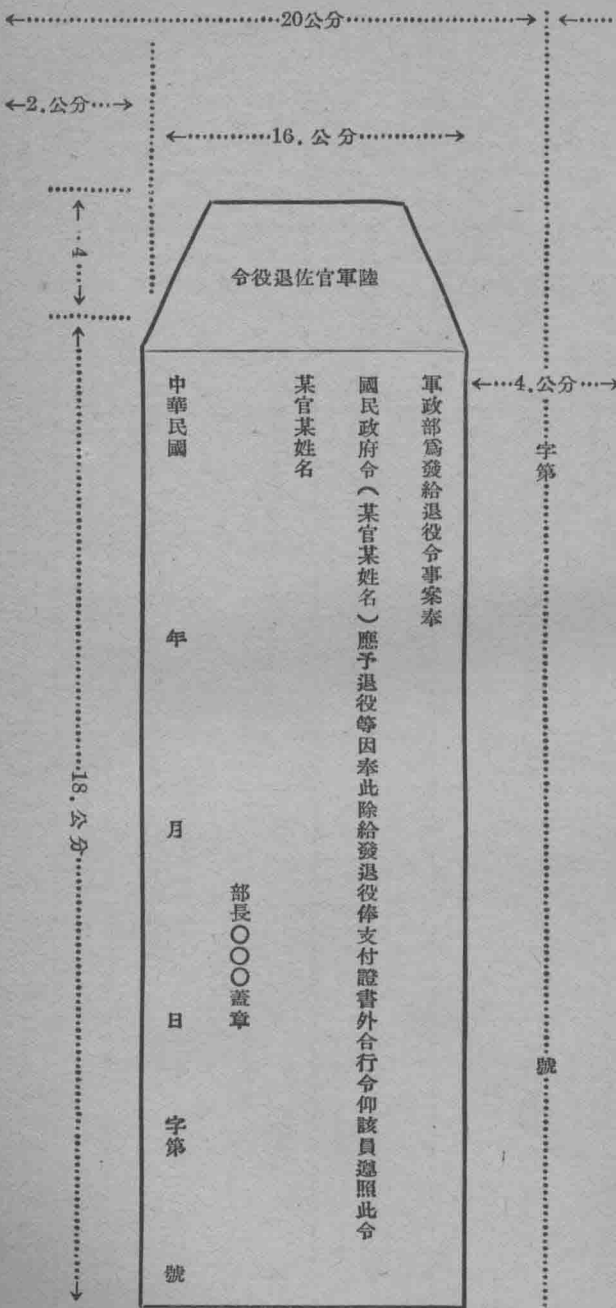 20公分
2.公分
16.公分
4
令役退佐官軍陸
4.公分
字第 號
軍政部爲發給退役令事案奉
國民政府令(某官某姓名)應予退役等因奉此除給發退役俸支付證書外合行令仰該員遵照此令
某官某姓名
部長〇〇〇蓋章
中華民國 年 月 日 字第 號
18.公分